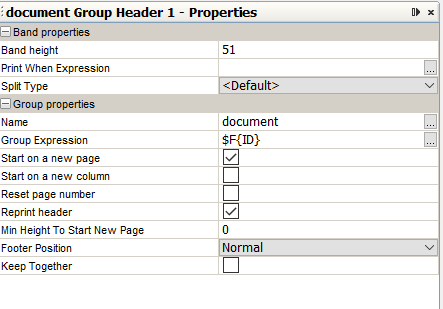 document Group Header 1 - Properties
Band properties
Band height 51
Print When Expression ...
Split Type <Default>
Group properties
Name document ...
Group Expression $F{ID} ...
Start on a new page
Start on a new column
Reset page number
Reprint header
Min Height To Start New Page 0
Footer Position Normal
Keep Together